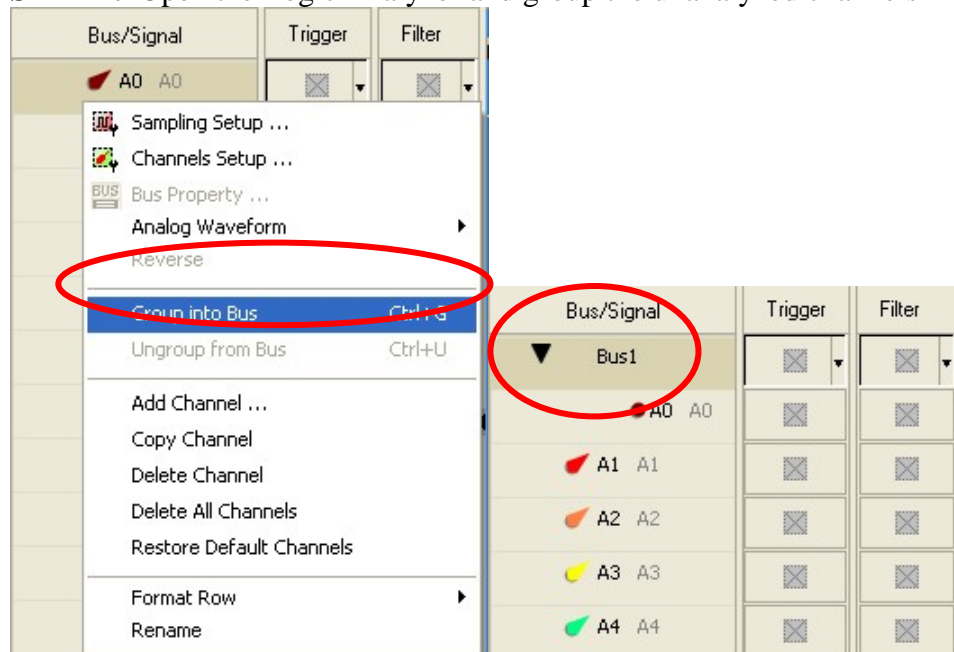 Bus/Signal Trigger Filter
A0 A0
Sampling Setup ...
Channels Setup ...
BUS Bus Property ...
Analog Waveform
Reverse
Group into Bus Ctrl+G
Ungroup from Bus Ctrl+U
Add Channel ...
Copy Channel
Delete Channel
Delete All Channels
Restore Default Channels
Format Row
Rename
Bus/Signal Trigger Filter
Bus1
A0 A0
A1 A1
A2 A2
A3 A3
A4 A4